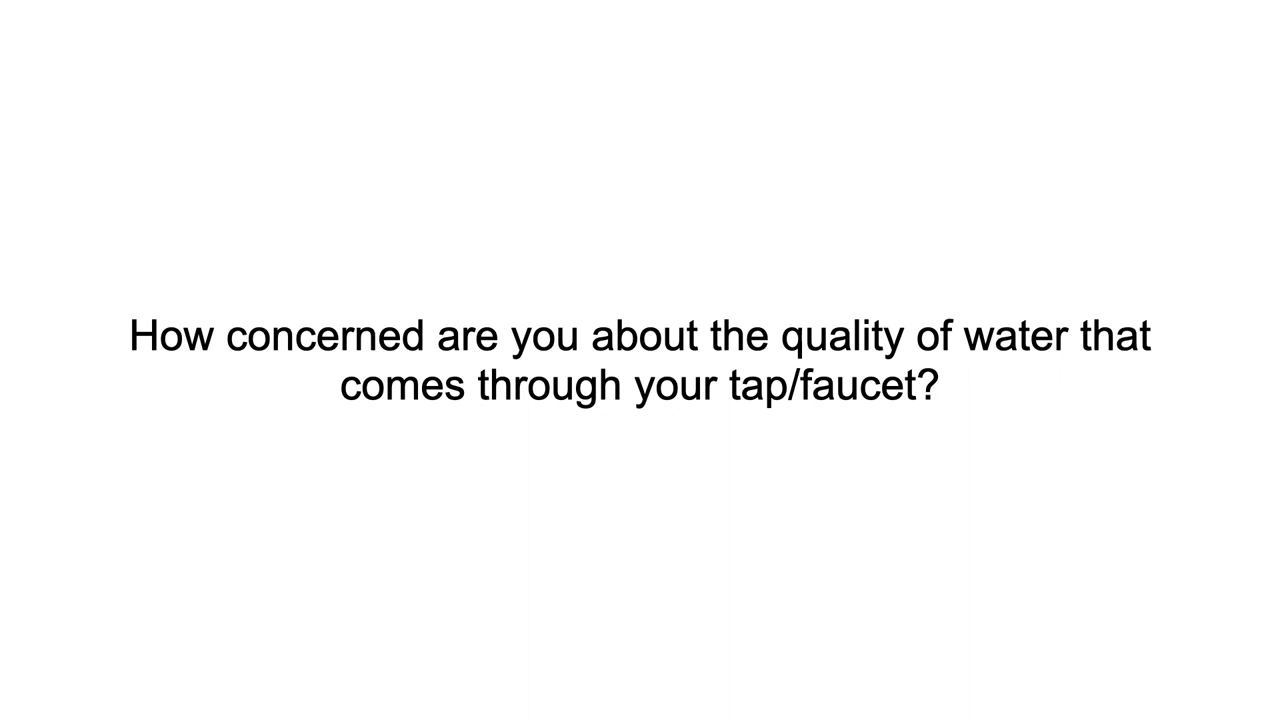 How concerned are you about the quality of water that
comes through your tap/faucet?